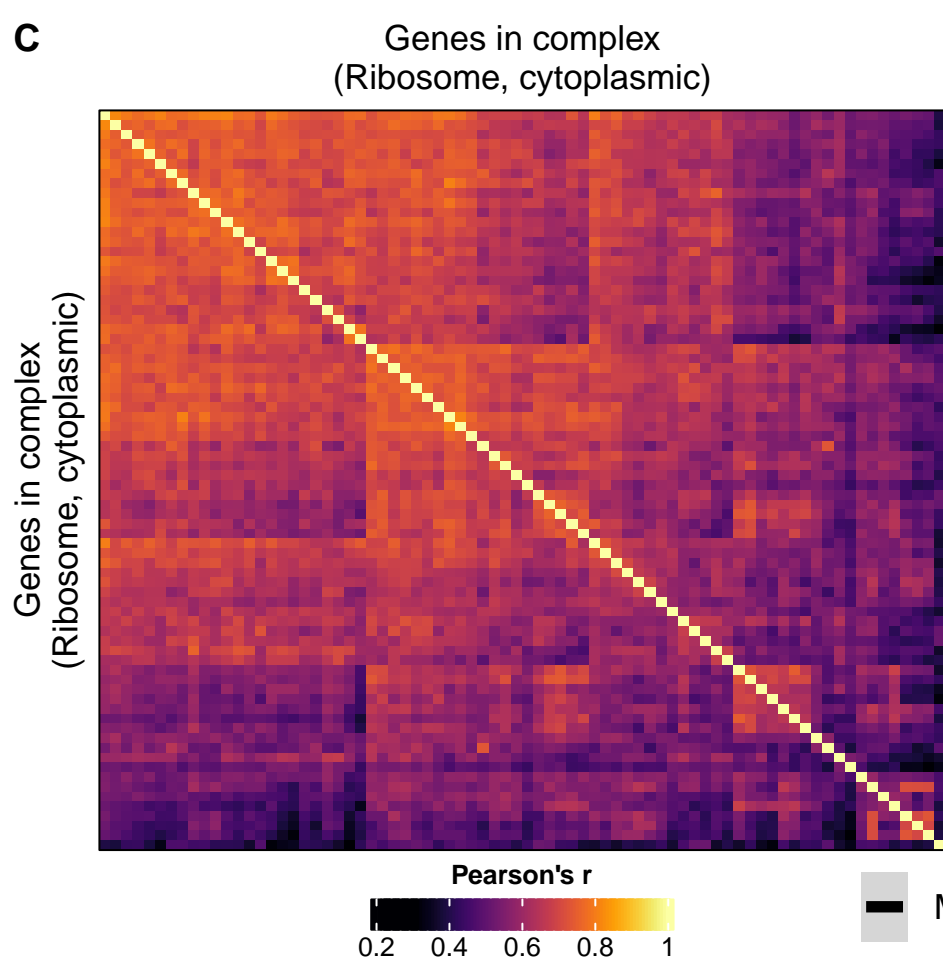 C
Genes in complex
(Ribosome, cytoplasmic)
Genes in complex
(Ribosome, cytoplasmic)
Pearson's r
0.2 0.4 0.6 0.8 1